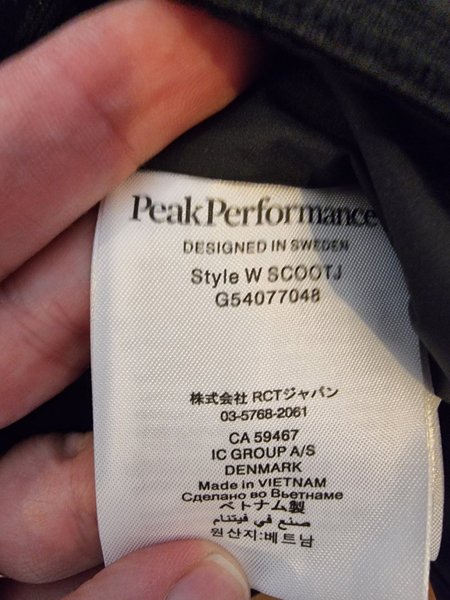 PeakPerformance
DESIGNED IN SWEDEN
Style W SCOOTJ
G54077048
株式会社 RCTジャパン
03-5768-2061
CA 59467
IC GROUP A/S
DENMARK
Made in VIETNAM
Сделано во Вьетнаме
ベトナム製
صنع في فيتنام
원산지:베트남